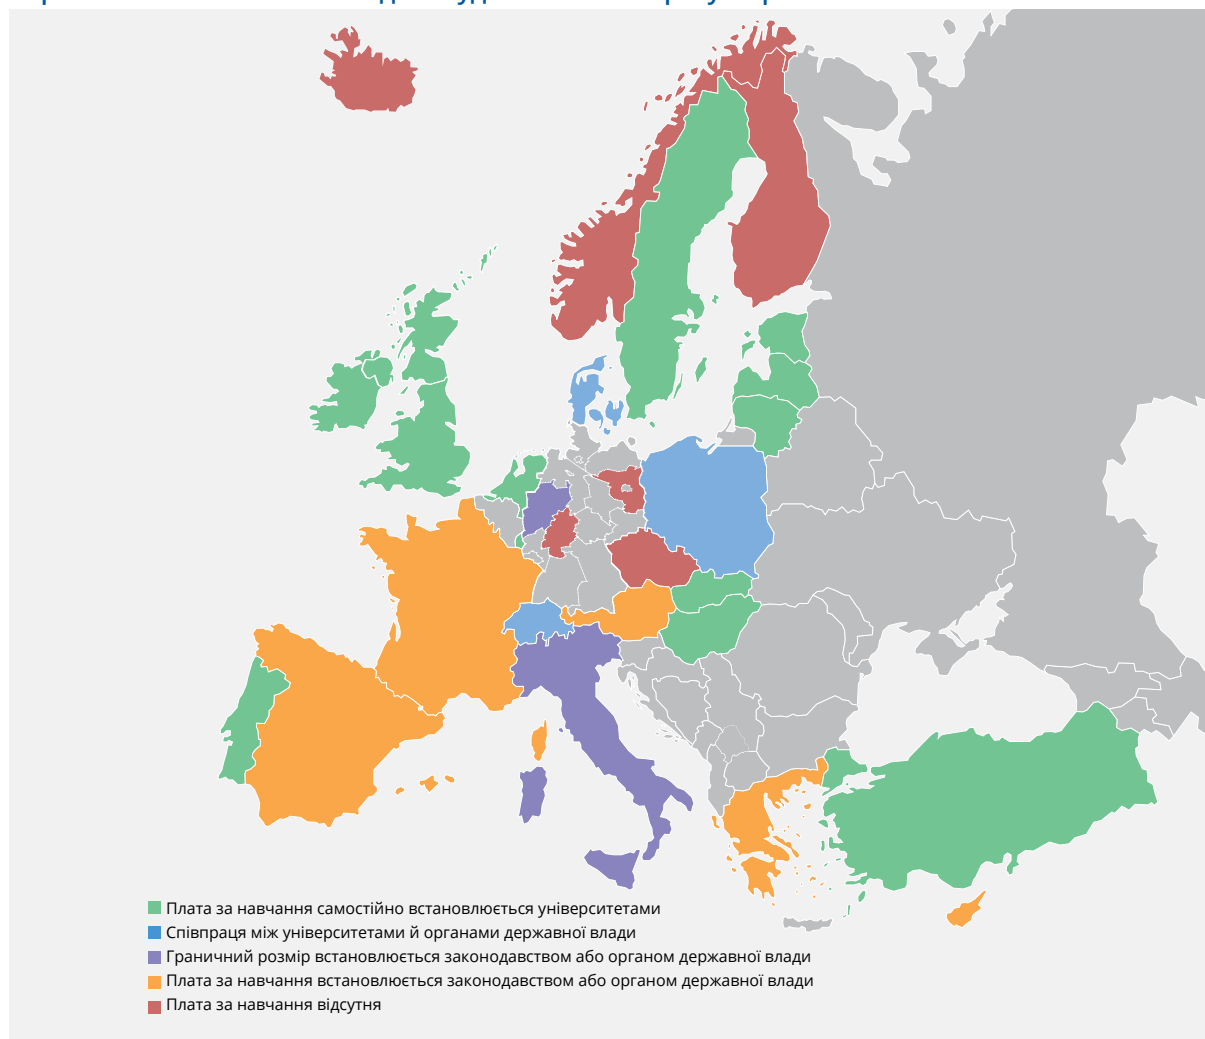 Плата за навчання самостійно встановлюється університетами
Співпраця між університетами й органами державної влади
Граничний розмір встановлюється законодавством або органом державної влади
Плата за навчання встановлюється законодавством або органом державної влади
Плата за навчання відсутня